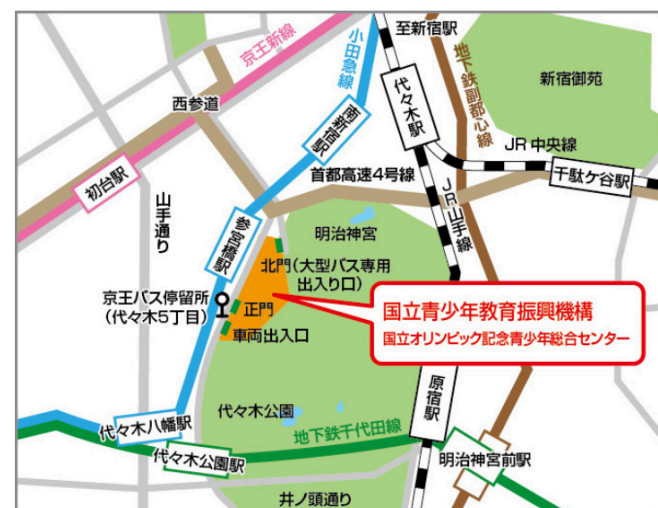 至新宿駅
小田急線
京王新線
地下鉄副都心線
新宿御苑
代々木駅
西参道
南新宿駅
JR中央線
首都高速4号線
千駄ケ谷駅
初台駅
山手通り
JR山手線
参宮橋駅
明治神宮
北門(大型バス専用
出入り口)
京王バス停留所
(代々木5丁目)
正門
車両出入口
国立青少年教育振興機構
国立オリンピック記念青少年総合センター
原宿駅
代々木公園
代々木八幡駅
地下鉄千代田線
代々木公園駅
明治神宮前駅
井ノ頭通り